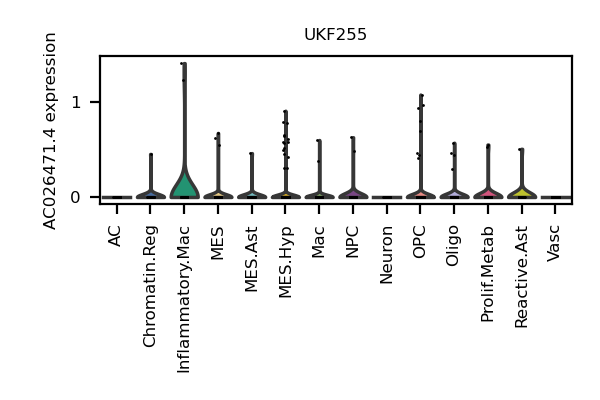 UKF255
AC026471.4 expression
1
0
AC
Chromatin.Reg
Inflammatory.Mac
MES
MES.Ast
MES.Hyp
Mac
NPC
Neuron
OPC
Oligo
Prolif.Metab
Reactive.Ast
Vasc